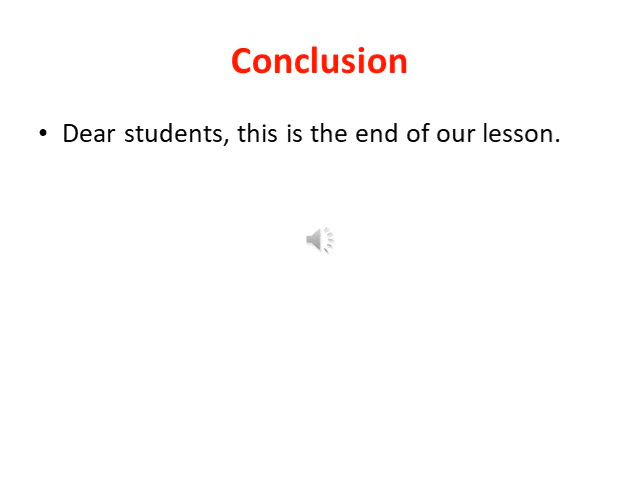 Conclusion
• Dear students, this is the end of our lesson.